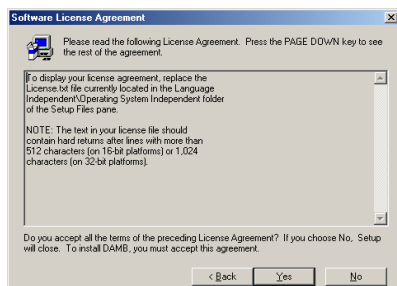 Software License Agreement
Please read the following License Agreement. Press the PAGE DOWN key to see
the rest of the agreement.
To display your license agreement, replace the
License.txt file currently located in the Language
Independent\Operating System Independent folder
of the Setup Files pane.
NOTE: The text in your license file should
contain hard returns after lines with more than
512 characters (on 16-bit platforms) or 1,024
characters (on 32-bit platforms).
Do you accept all the terms of the preceding License Agreement? If you choose No, Setup
will close. To install DAMB, you must accept this agreement.
< Back
Yes
No